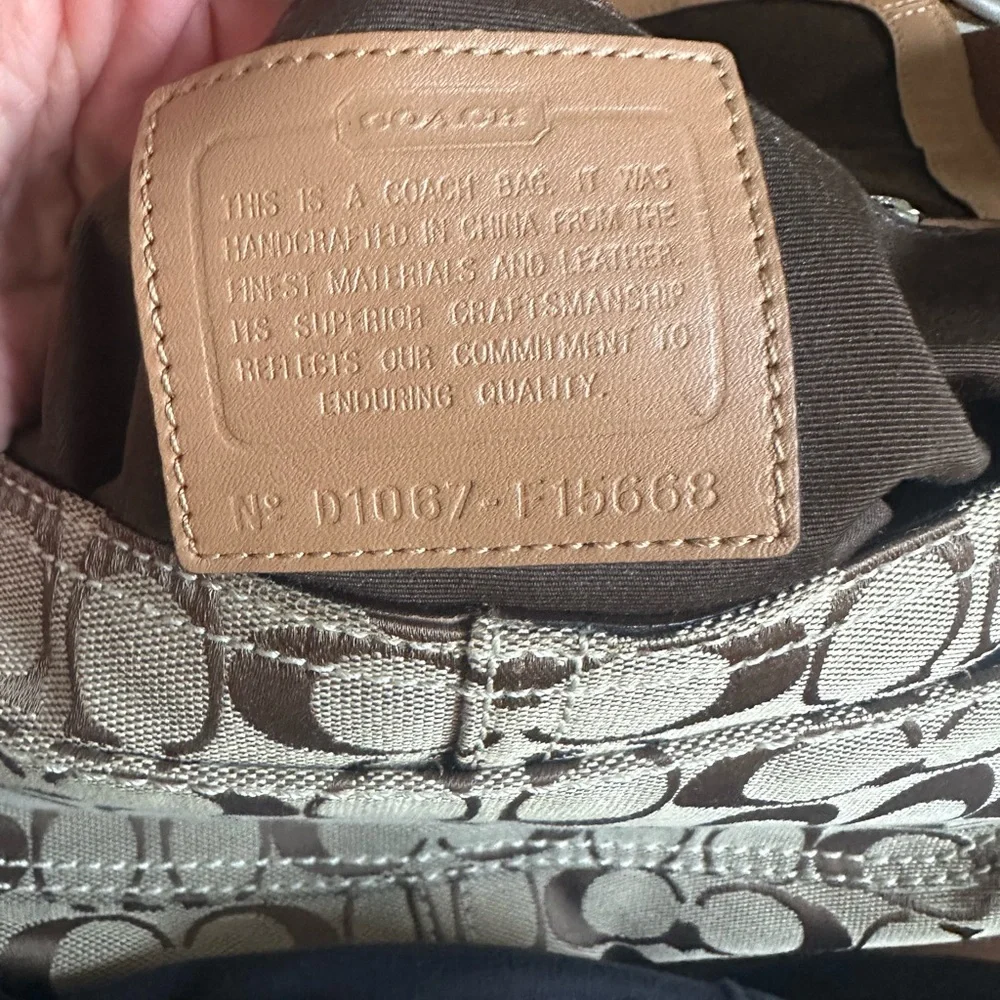 COACH
THIS IS A COACH BAG. IT WAS
HANDCRAFTED IN CHINA FROM THE
FINEST MATERIALS AND LEATHER.
ITS SUPERIOR CRAFTSMANSHIP
REFLECTS OUR COMMITMENT TO
ENDURING QUALITY.
Nº D1067-F15668